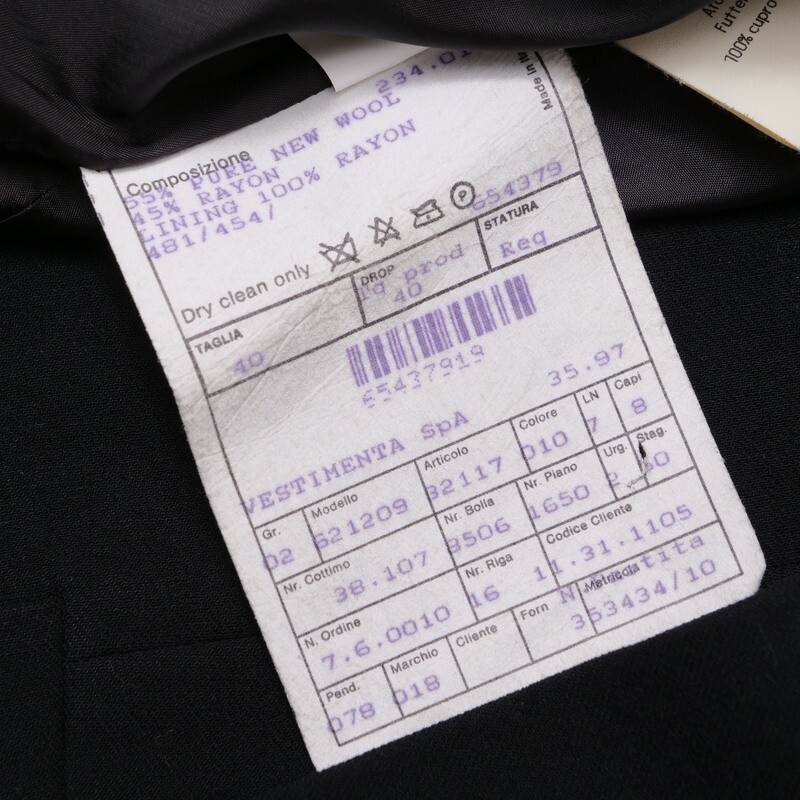 234.01
Made in It
Composizione
55% PURE NEW WOOL
45% RAYON
LINING 100% RAYON
481/454/
654379
P
Dry clean only
TAGLIA
40
DROP
prod
40
STATURA
Reg
65437919
35.97
VESTIMENTA SpA
Gr.
02
Modello
621209
Articolo
82117
Colore
010
LN
7
Capi
8
Nr. Cottimo
38.107
Nr. Bolla
8506
Nr. Piano
1650
Urg.
2
Stag.
N. Ordine
7.6.0010
Nr. Riga
16
Codice Cliente
11.31.1105
Pend.
078
Marchio
018
Cliente
Forn
Metricola
353434/10
Futter
100% cupro